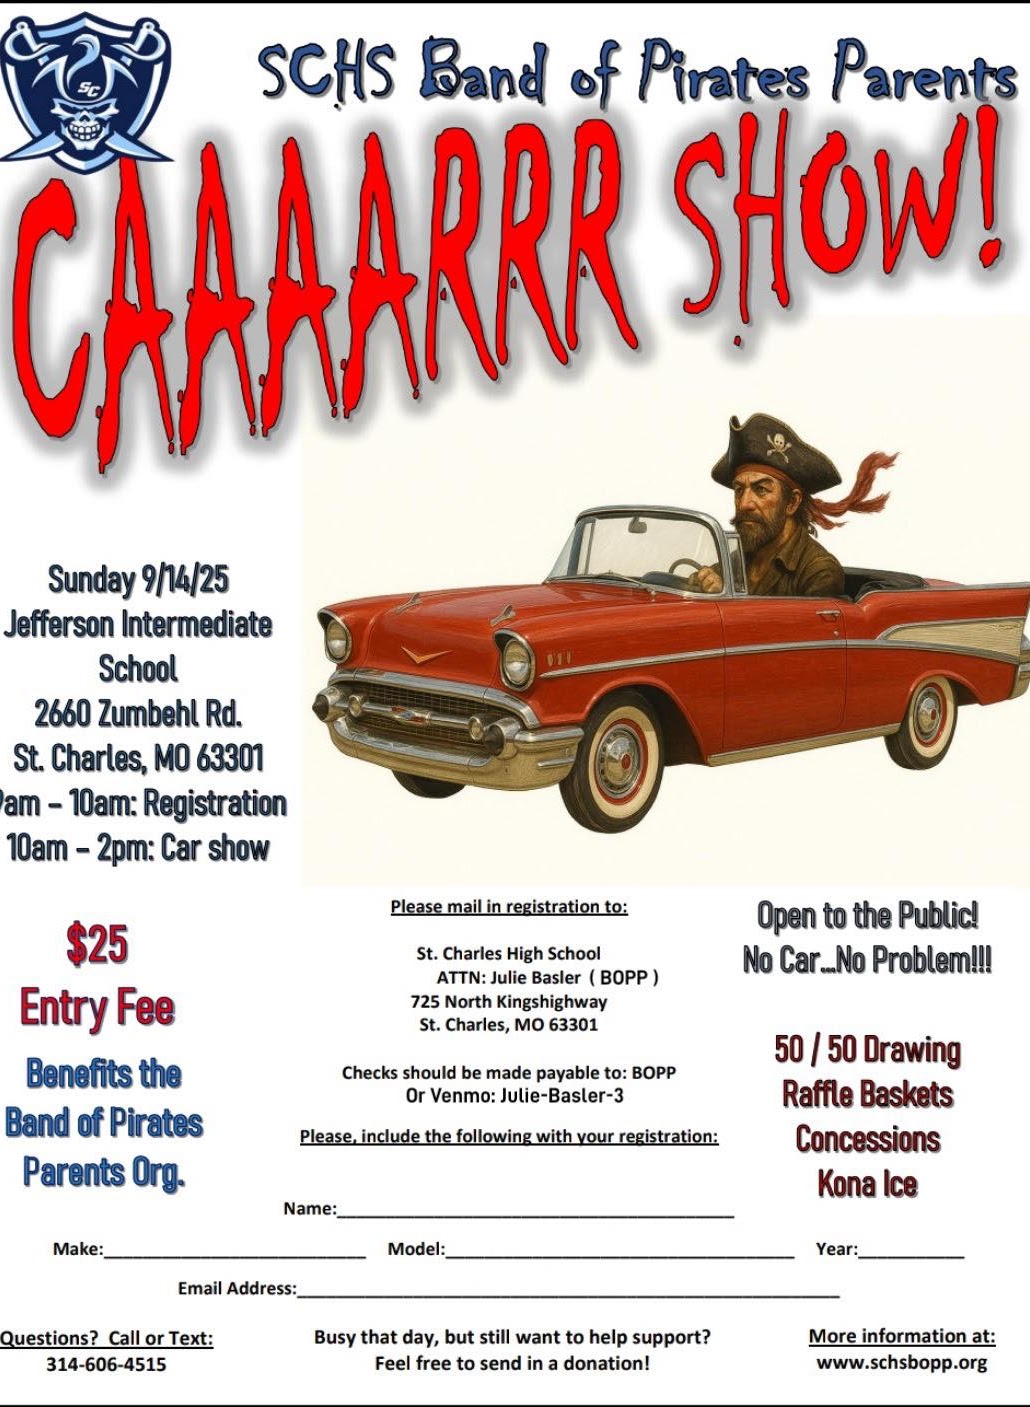 SC
SCHS Band of Pirates Parents
CAAAARRR SHOW!
Sunday 9/14/25
Jefferson Intermediate
School
2660 Zumbehl Rd.
St. Charles, MO 63301
9am – 10am: Registration
10am – 2pm: Car show
$25
Entry Fee
Benefits the
Band of Pirates
Parents Org.
Please mail in registration to:
St. Charles High School
ATTN: Julie Basler ( BOPP )
725 North Kingshighway
St. Charles, MO 63301
Checks should be made payable to: BOPP
Or Venmo: Julie-Basler-3
Please, include the following with your registration:
Open to the Public!
No Car...No Problem!!!
50 / 50 Drawing
Raffle Baskets
Concessions
Kona Ice
Name:
Make: Model: Year:
Email Address:
Questions? Call or Text:
314-606-4515
Busy that day, but still want to help support?
Feel free to send in a donation!
More information at:
www.schsbopp.org